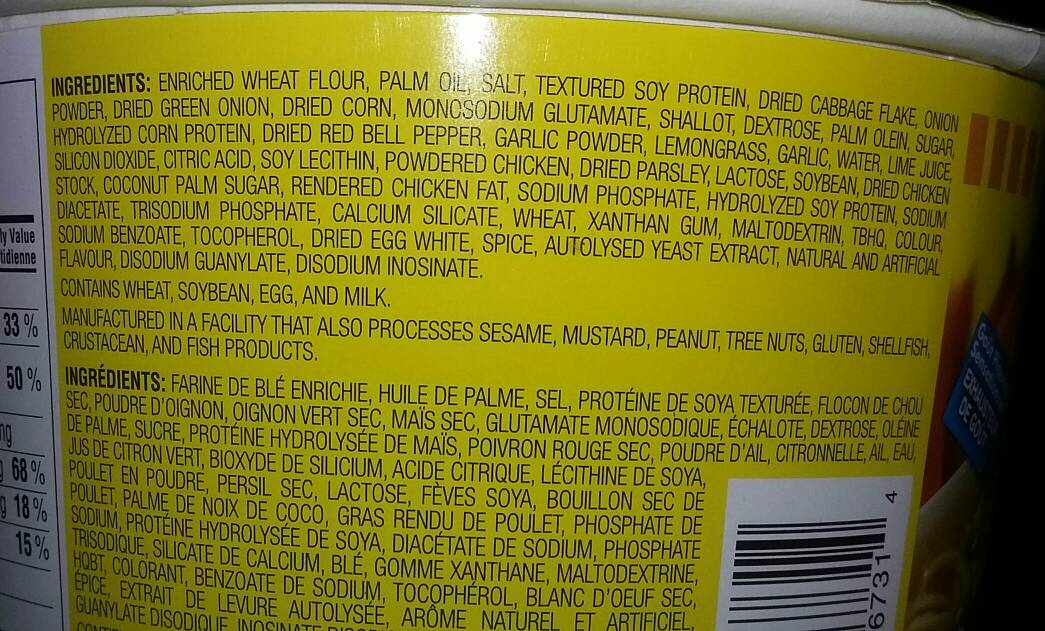 INGREDIENTS: ENRICHED WHEAT FLOUR, PALM OIL, SALT, TEXTURED SOY PROTEIN, DRIED CABBAGE FLAKE, ONION
POWDER, DRIED GREEN ONION, DRIED CORN, MONOSODIUM GLUTAMATE, SHALLOT, DEXTROSE, PALM OLEIN, SUGAR,
HYDROLYZED CORN PROTEIN, DRIED RED BELL PEPPER, GARLIC POWDER, LEMONGRASS, GARLIC, WATER, LIME JUICE,
SILICON DIOXIDE, CITRIC ACID, SOY LECITHIN, POWDERED CHICKEN, DRIED PARSLEY, LACTOSE, SOYBEAN, DRIED CHICKEN
STOCK, COCONUT PALM SUGAR, RENDERED CHICKEN FAT, SODIUM PHOSPHATE, HYDROLYZED SOY PROTEIN, SODIUM
DIACETATE, TRISODIUM PHOSPHATE, CALCIUM SILICATE, WHEAT, XANTHAN GUM, MALTODEXTRIN, TBHQ, COLOUR,
SODIUM BENZOATE, TOCOPHEROL, DRIED EGG WHITE, SPICE, AUTOLYSED YEAST EXTRACT, NATURAL AND ARTIFICIAL
FLAVOUR, DISODIUM GUANYLATE, DISODIUM INOSINATE.
CONTAINS WHEAT, SOYBEAN, EGG, AND MILK.
MANUFACTURED IN A FACILITY THAT ALSO PROCESSES SESAME, MUSTARD, PEANUT, TREE NUTS, GLUTEN, SHELLFISH,
CRUSTACEAN, AND FISH PRODUCTS.
INGRÉDIENTS: FARINE DE BLÉ ENRICHIE, HUILE DE PALME, SEL, PROTÉINE DE SOYA TEXTURÉE, FLOCON DE CHOU
SEC, POUDRE D'OIGNON, OIGNON VERT SEC, MAÏS SEC, GLUTAMATE MONOSODIQUE, ÉCHALOTE, DEXTROSE, OLÉINE
DE PALME, SUCRE, PROTÉINE HYDROLYSÉE DE MAÏS, POIVRON ROUGE SEC, POUDRE D'AIL, CITRONNELLE, AIL, EAU,
JUS DE CITRON VERT, BIOXYDE DE SILICIUM, ACIDE CITRIQUE, LÉCITHINE DE SOYA,
POULET EN POUDRE, PERSIL SEC, LACTOSE, FÈVES SOYA, BOUILLON SEC DE
POULET, PALME DE NOIX DE COCO, GRAS RENDU DE POULET, PHOSPHATE DE
SODIUM, PROTÉINE HYDROLYSÉE DE SOYA, DIACÉTATE DE SODIUM, PHOSPHATE
TRISODIQUE, SILICATE DE CALCIUM, BLÉ, GOMME XANTHANE, MALTODEXTRINE,
HQBT, COLORANT, BENZOATE DE SODIUM, TOCOPHÉROL, BLANC D'OEUF SEC,
ÉPICE, EXTRAIT DE LEVURE AUTOLYSÉE, ARÔME NATUREL ET ARTIFICIEL,
GUANYLATE DISODIQUE
Value
33 %
50 %
mg
68 %
18 %
15 %
6731
4
DE GOÛT